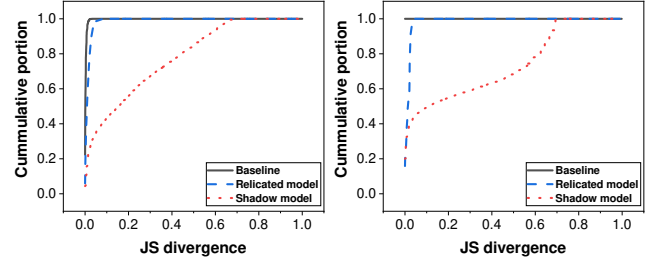 Cummulative portion
1.0
0.8
0.6
0.4
0.2
0.0
Baseline
Relicated model
Shadow model
0.0 0.2 0.4 0.6 0.8 1.0
JS divergence
Cummulative portion
1.0
0.8
0.6
0.4
0.2
0.0
Baseline
Relicated model
Shadow model
0.0 0.2 0.4 0.6 0.8 1.0
JS divergence